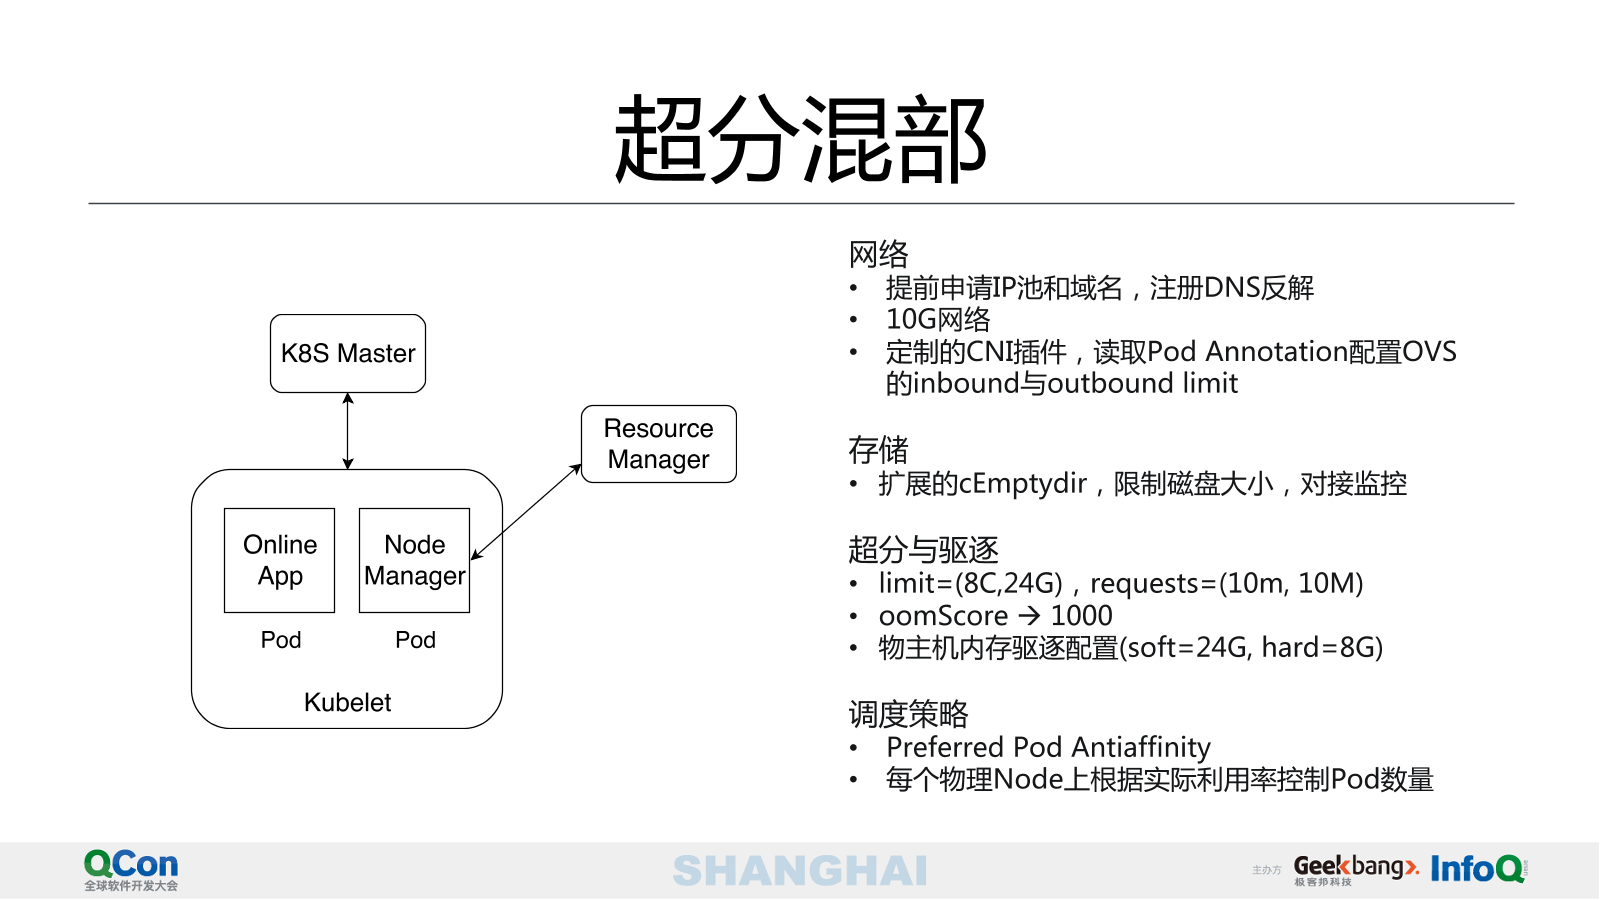 超分混部
K8S Master
Resource
Manager
Online
App
Node
Manager
Pod
Pod
Kubelet
网络
• 提前申请IP池和域名，注册DNS反解
• 10G网络
• 定制的CNI插件，读取Pod Annotation配置OVS
的inbound与outbound limit
存储
• 扩展的cEmptydir，限制磁盘大小，对接监控
超分与驱逐
• limit=(8C,24G)，requests=(10m, 10M)
• oomScore → 1000
• 物主机内存驱逐配置(soft=24G, hard=8G)
调度策略
• Preferred Pod Antiaffinity
• 每个物理Node上根据实际利用率控制Pod数量
QCon
全球软件开发大会
SHANGHAI
主办方
Geekbang>.
极客邦科技
InfoQ